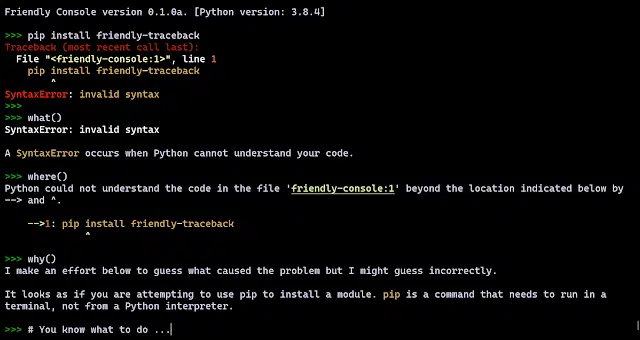 Friendly Console version 0.1.0a. [Python version: 3.8.4]
>>> pip install friendly-traceback
Traceback (most recent call last):
  File "<friendly-console:1>", line 1
    pip install friendly-traceback
        ^
SyntaxError: invalid syntax
>>>
>>> what()
SyntaxError: invalid syntax
A SyntaxError occurs when Python cannot understand your code.
>>> where()
Python could not understand the code in the file 'friendly-console:1' beyond the location indicated below by
--> and ^.
    -->1: pip install friendly-traceback
              ^
>>> why()
I make an effort below to guess what caused the problem but I might guess incorrectly.
It looks as if you are attempting to use pip to install a module. pip is a command that needs to run in a
terminal, not from a Python interpreter.
>>> # You know what to do ...